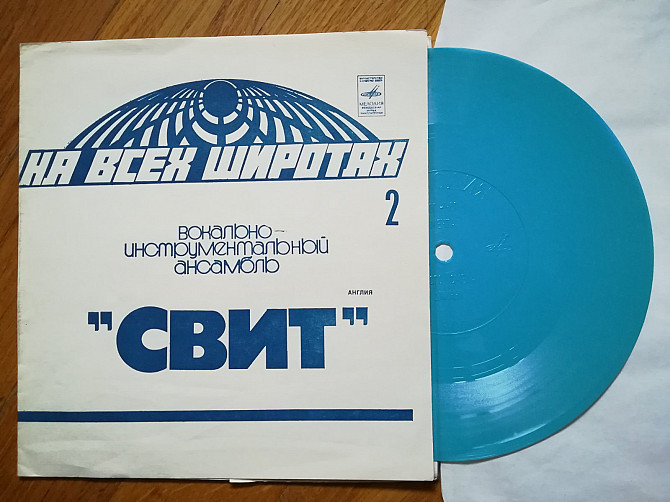 МЕЛОДИЯ
НА ВСЕХ ШИРОТАХ
2
ВОКАЛЬНО-
ИНСТРУМЕНТАЛЬНЫЙ
АНСАМБЛЬ
АНГЛИЯ
"СВИТ"